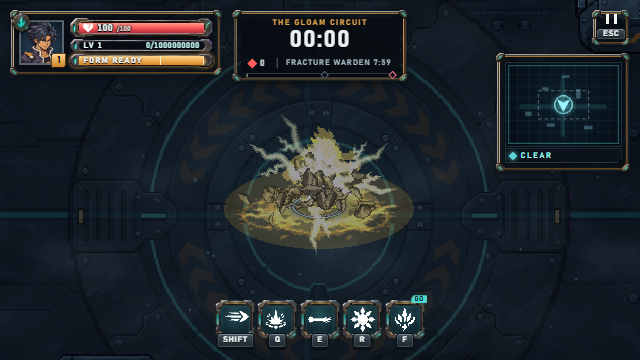 100 /100
LV 1 0/1000000000
FORM READY
1
THE GLOAM CIRCUIT
00:00
0 FRACTURE WARDEN 7:59
ESC
CLEAR
GO
SHIFT Q E R F